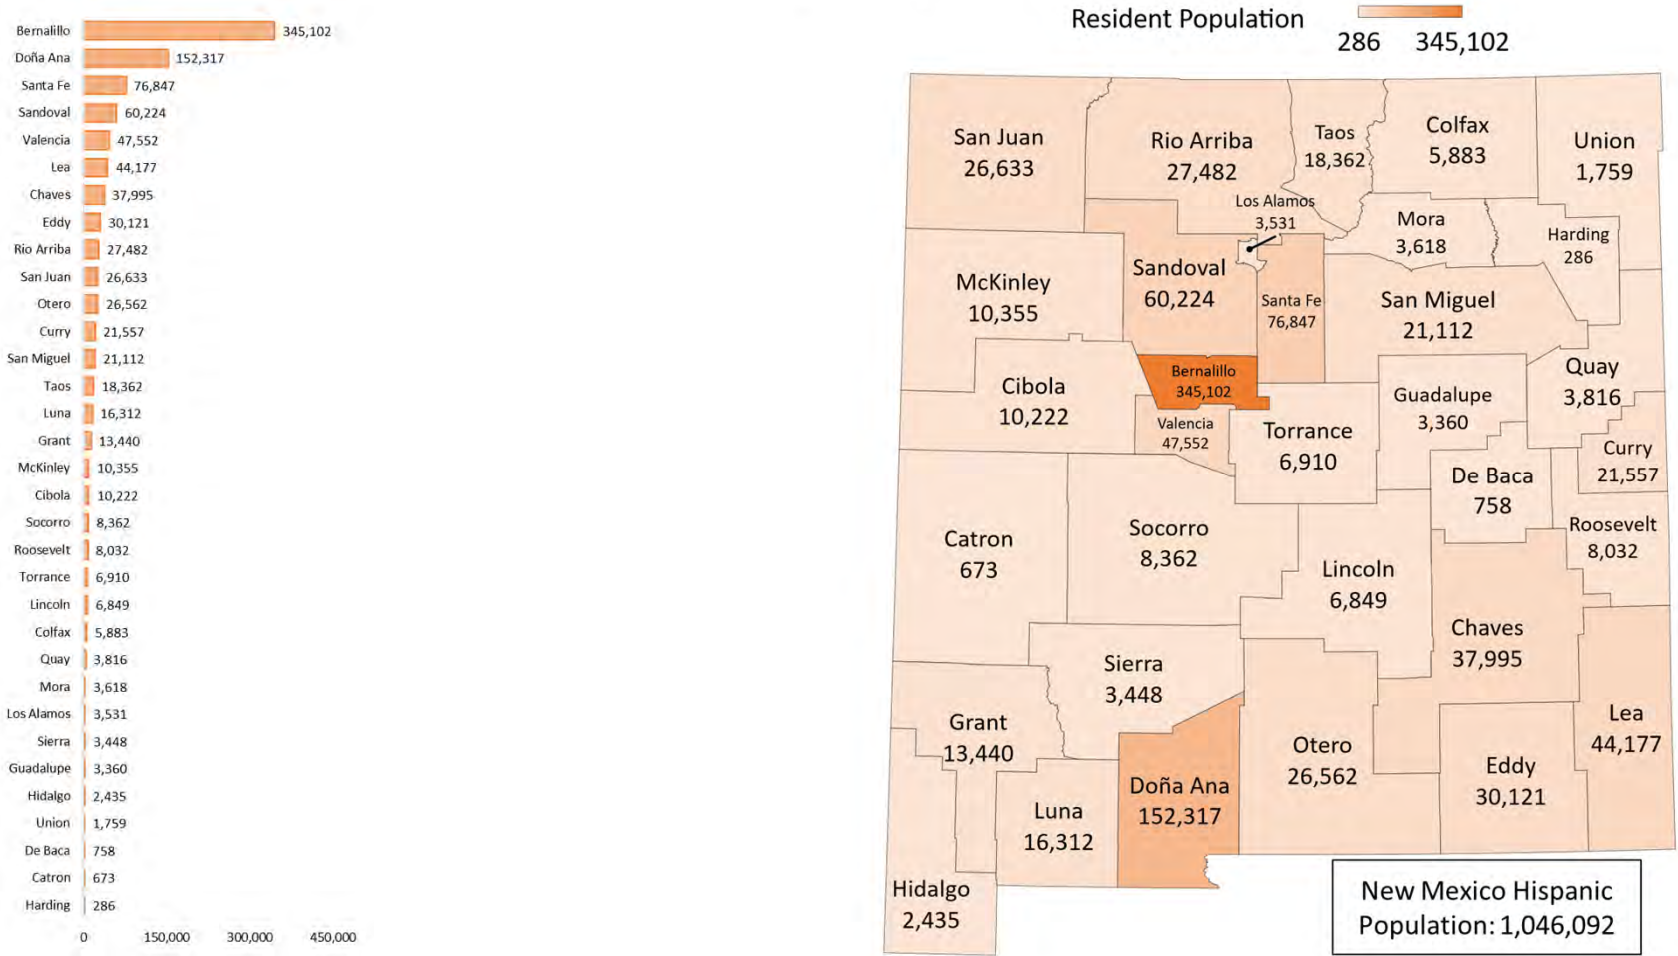 Bernalillo 345,102
Doña Ana 152,317
Santa Fe 76,847
Sandoval 60,224
Valencia 47,552
Lea 44,177
Chaves 37,995
Eddy 30,121
Rio Arriba 27,482
San Juan 26,633
Otero 26,562
Curry 21,557
San Miguel 21,112
Taos 18,362
Luna 16,312
Grant 13,440
McKinley 10,355
Cibola 10,222
Socorro 8,362
Roosevelt 8,032
Torrance 6,910
Lincoln 6,849
Colfax 5,883
Quay 3,816
Mora 3,618
Los Alamos 3,531
Sierra 3,448
Guadalupe 3,360
Hidalgo 2,435
Union 1,759
De Baca 758
Catron 673
Harding 286
0 150,000 300,000 450,000
Resident Population
286 345,102
San Juan
26,633
Rio Arriba
27,482
Taos
18,362
Colfax
5,883
Union
1,759
Los Alamos
3,531
Mora
3,618
Harding
286
McKinley
10,355
Sandoval
60,224
Santa Fe
76,847
San Miguel
21,112
Cibola
10,222
Bernalillo
345,102
Valencia
47,552
Torrance
6,910
Guadalupe
3,360
Quay
3,816
Curry
21,557
De Baca
758
Roosevelt
8,032
Catron
673
Socorro
8,362
Lincoln
6,849
Chaves
37,995
Sierra
3,448
Grant
13,440
Lea
44,177
Otero
26,562
Eddy
30,121
Doña Ana
152,317
Luna
16,312
Hidalgo
2,435
New Mexico Hispanic
Population: 1,046,092